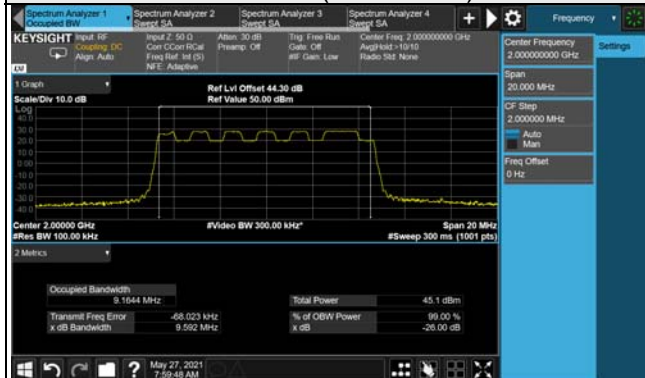 Spectrum Analyzer 1
Occupied BW
Spectrum Analyzer 2
Swept SA
Spectrum Analyzer 3
Swept SA
Spectrum Analyzer 4
Swept SA
Frequency
KEYSIGHT
Input: RF
Coupling: DC
Align: Auto
Input Z: 50 Ω
Corr CCorr RCal
Freq Ref: Int (S)
NFE: Adaptive
Atten: 30 dB
Preamp: Off
Trig: Free Run
Gate: Off
#IF Gain: Low
Center Freq: 2.000000000 GHz
Avg|Hold:>10/10
Radio Std: None
LXI
1 Graph
Scale/Div 10.0 dB
Ref Lvl Offset 44.30 dB
Ref Value 50.00 dBm
Log
40.0
30.0
20.0
10.0
0.00
-10.0
-20.0
-30.0
-40.0
Center 2.00000 GHz
#Res BW 100.00 kHz
#Video BW 300.00 kHz*
Span 20 MHz
#Sweep 300 ms (1001 pts)
2 Metrics
Occupied Bandwidth
9.1644 MHz
Total Power 45.1 dBm
Transmit Freq Error -68.023 kHz
% of OBW Power 99.00 %
x dB Bandwidth 9.592 MHz
x dB -26.00 dB
Center Frequency
2.000000000 GHz
Settings
Span
20.000 MHz
CF Step
2.000000 MHz
Auto
Man
Freq Offset
0 Hz
?
May 27, 2021
7:59:48 AM